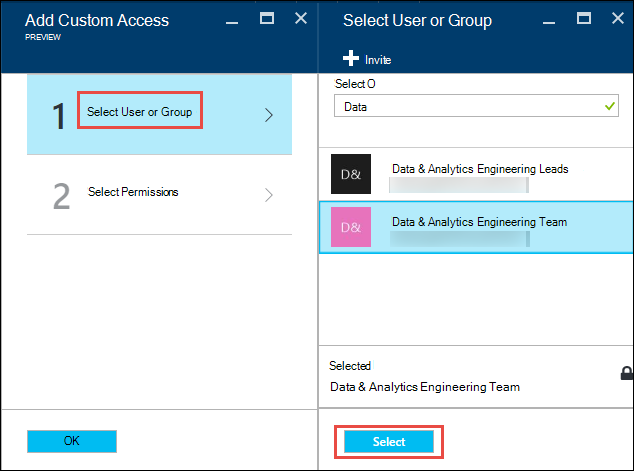 Add Custom Access
PREVIEW
1
Select User or Group
2
Select Permissions
OK
Select User or Group
Invite
Select O
Data
D&
Data & Analytics Engineering Leads
D&
Data & Analytics Engineering Team
Selected
Data & Analytics Engineering Team
Select